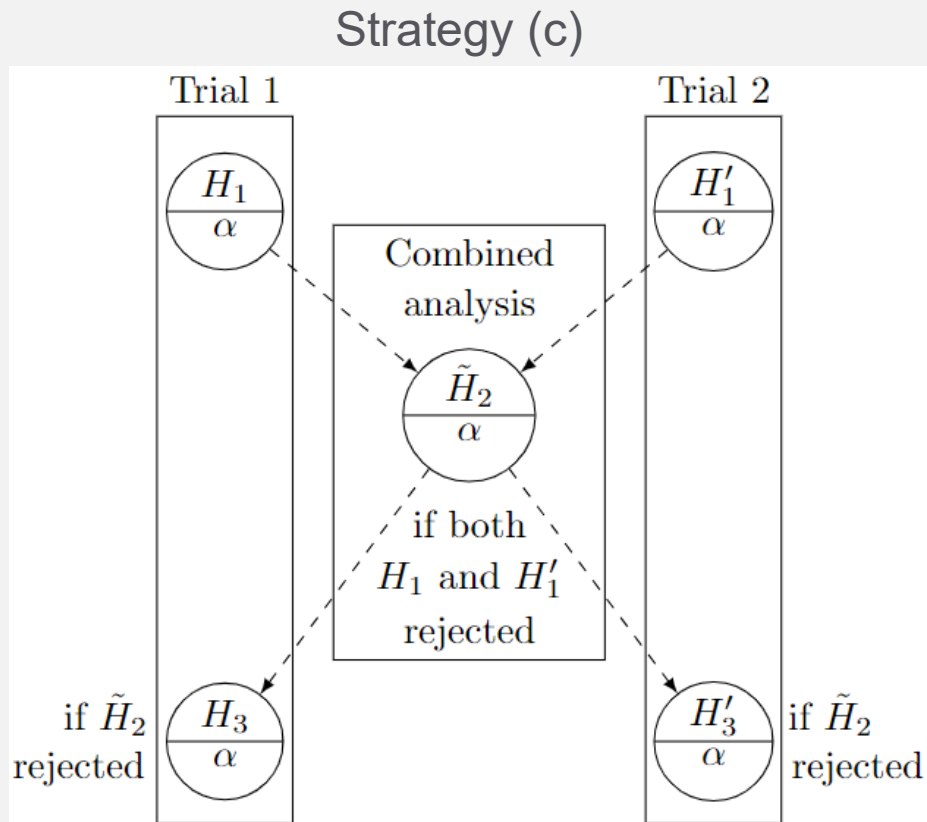 Strategy (c)
Trial 1
Trial 2
H₁
α
H′₁
α
Combined
analysis
H̃₂
α
if both
H₁ and H′₁
rejected
if H̃₂
rejected
H₃
α
H′₃
α
if H̃₂
rejected